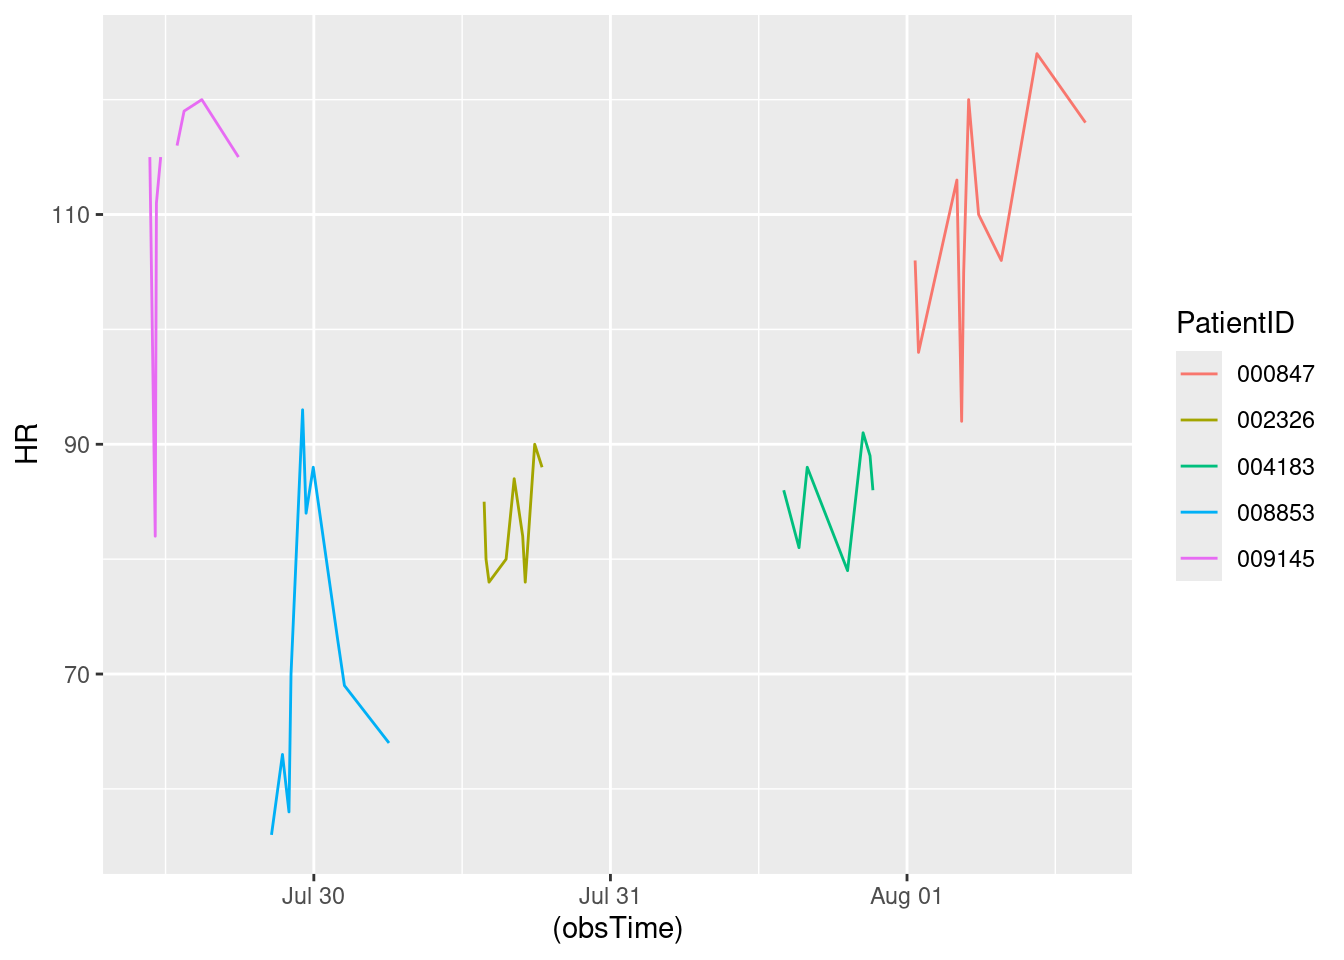 HR
110
90
70
Jul 30
Jul 31
Aug 01
(obsTime)
PatientID
000847
002326
004183
008853
009145